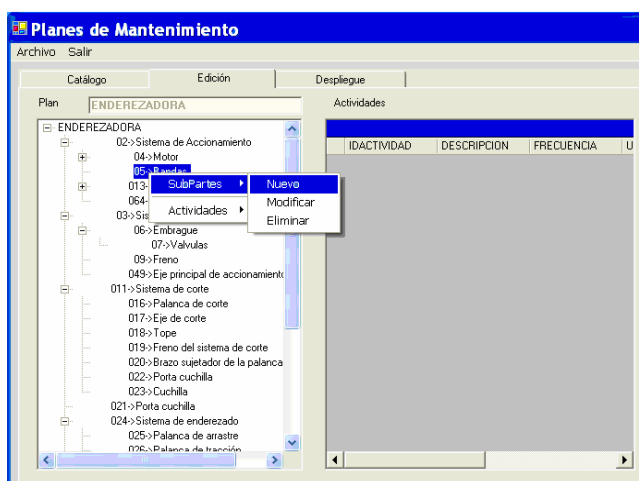 Planes de Mantenimiento
Archivo Salir
Catálogo Edición Despliegue
Plan ENDEREZADORA Actividades
ENDEREZADORA
02->Sistema de Accionamiento
IDACTIVIDAD DESCRIPCION FRECUENCIA U
04->Motor
05->Bandas
013-
SubPartes Nuevo
064-
Modificar
Actividades
03->Sis
Eliminar
06->Embrague
07->Valvulas
09->Freno
049->Eje principal de accionamiento
011->Sistema de corte
016->Palanca de corte
017->Eje de corte
018->Tope
019->Freno del sistema de corte
020->Brazo sujetador de la palanca
022->Porta cuchilla
023->Cuchilla
021->Porta cuchilla
024->Sistema de enderezado
025->Palanca de arrastre
026->Palanca de tracción